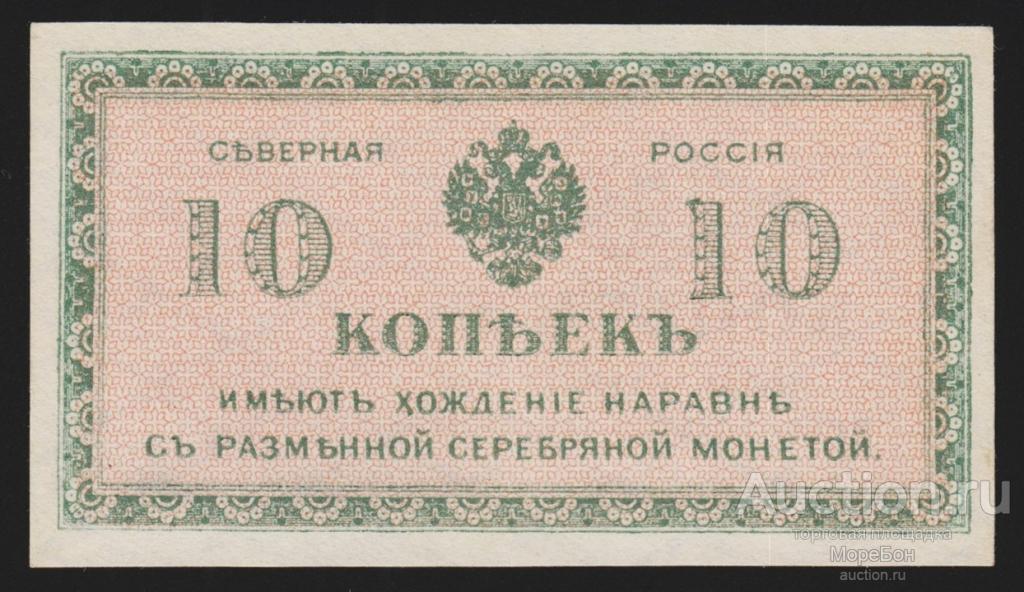 СѢВЕРНАЯ РОССІЯ
10 10
КОПѢЕКЪ
ИМѢЮТЪ ХОЖДЕНІЕ НАРАВНѢ
СЪ РАЗМѢННОЙ СЕРЕБРЯНОЙ МОНЕТОЙ.
Auction.ru
торговая площадка
МореБон
auction.ru